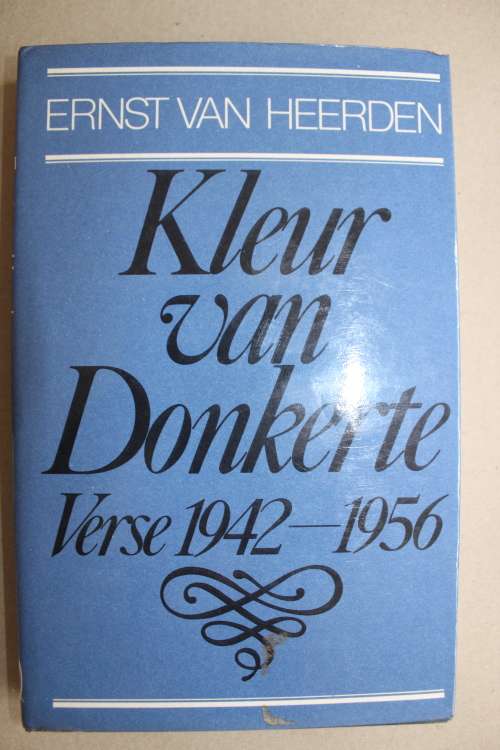 ERNST VAN HEERDEN
Kleur
van
Donkerte
Verse 1942—1956